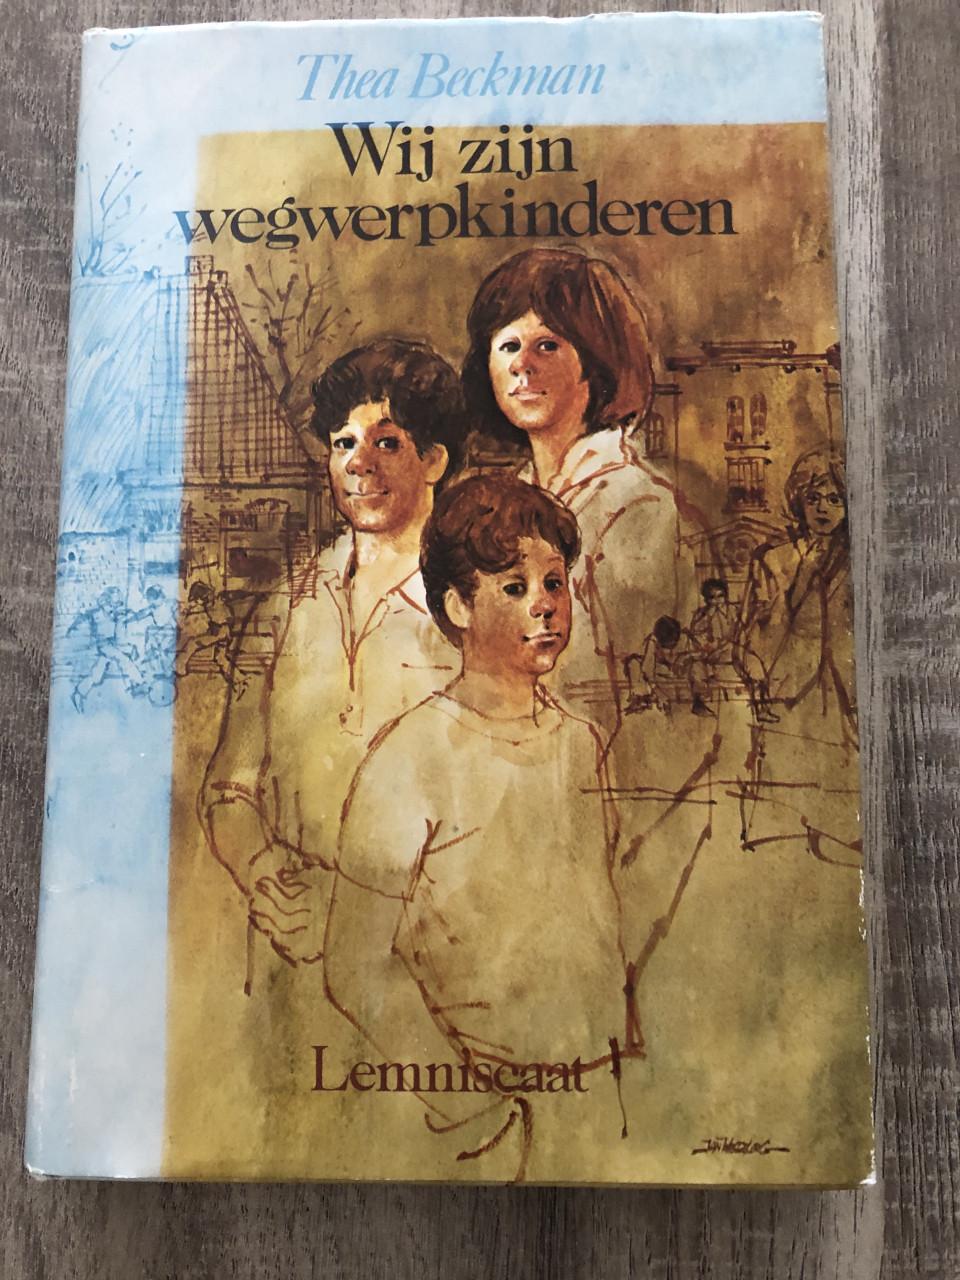 Thea Beckman
Wij zijn
wegwerpkinderen
Lemniscaat